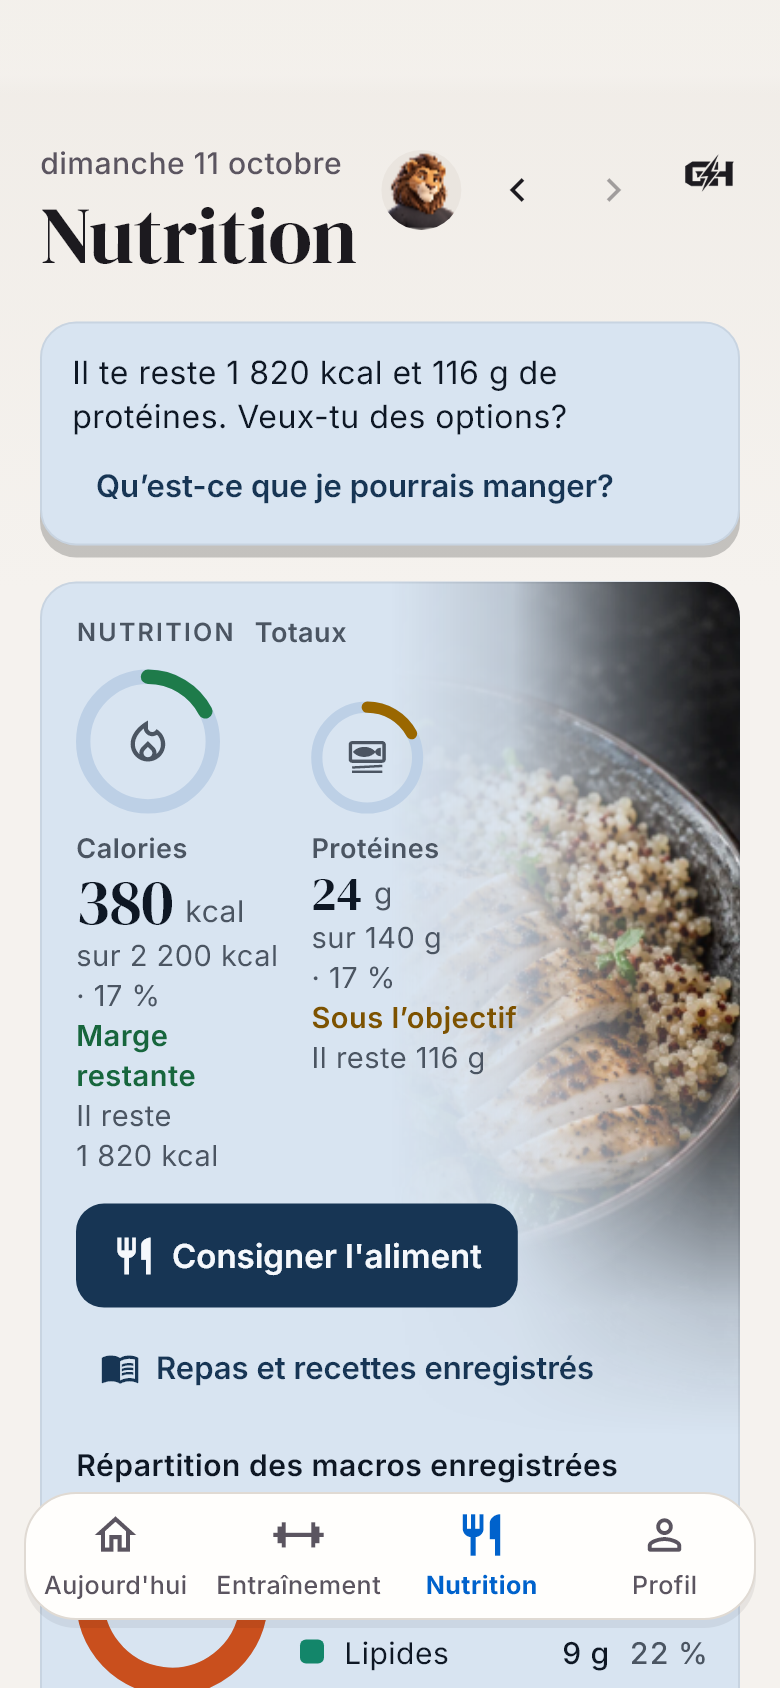 dimanche 11 octobre
Nutrition
GH
Il te reste 1 820 kcal et 116 g de
protéines. Veux-tu des options?
Qu’est-ce que je pourrais manger?
NUTRITION Totaux
Calories
380 kcal
sur 2 200 kcal
· 17 %
Marge
restante
Il reste
1 820 kcal
Protéines
24 g
sur 140 g
· 17 %
Sous l’objectif
Il reste 116 g
Consigner l'aliment
Repas et recettes enregistrés
Répartition des macros enregistrées
Aujourd'hui
Entraînement
Nutrition
Profil
Lipides 9 g 22 %